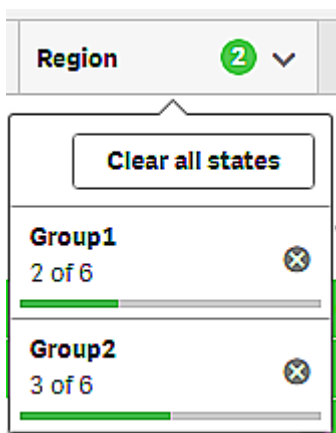 Region 2
Clear all states
Group1
2 of 6
Group2
3 of 6